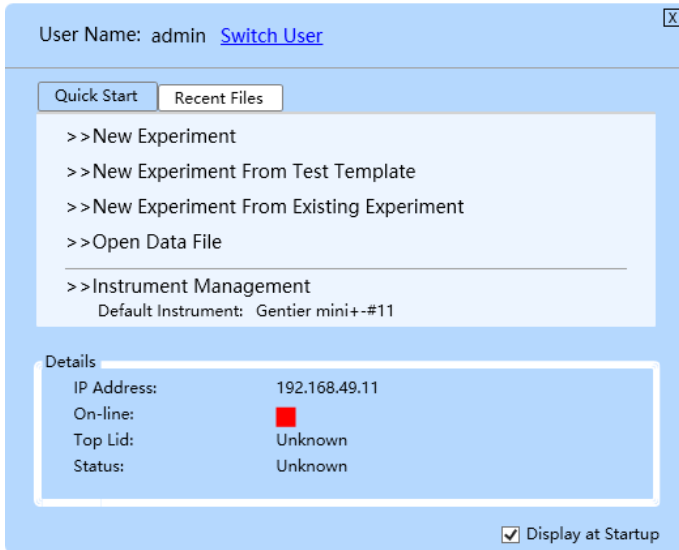 X
User Name: admin Switch User
Quick Start Recent Files
>>New Experiment
>>New Experiment From Test Template
>>New Experiment From Existing Experiment
>>Open Data File
>>Instrument Management
Default Instrument: Gentier mini+-#11
Details
IP Address: 192.168.49.11
On-line:
Top Lid: Unknown
Status: Unknown
Display at Startup